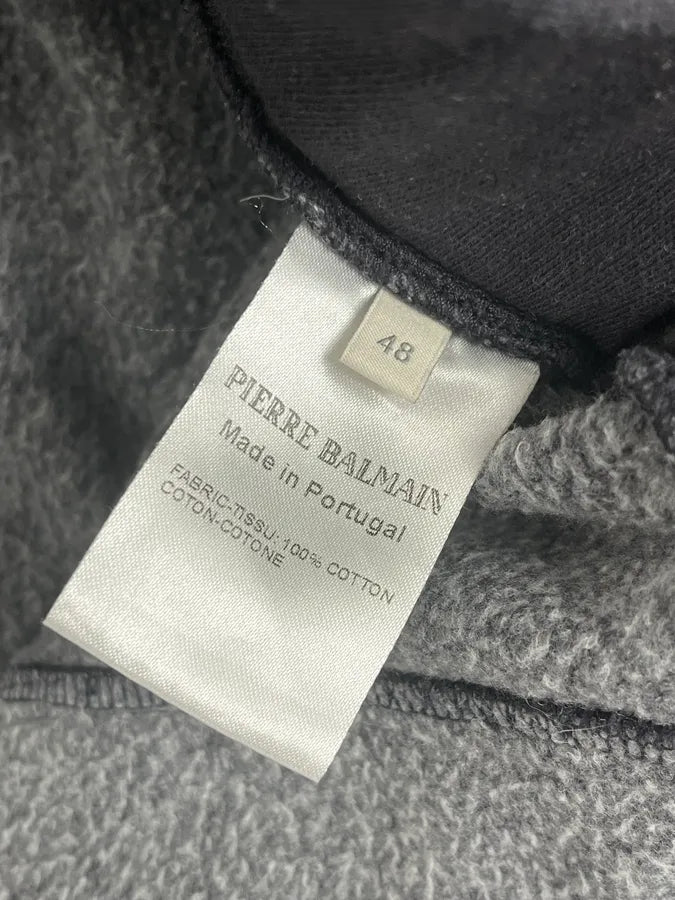 48
PIERRE BALMAIN
Made in Portugal
FABRIC-TISSU: 100% COTTON
COTON-COTONE